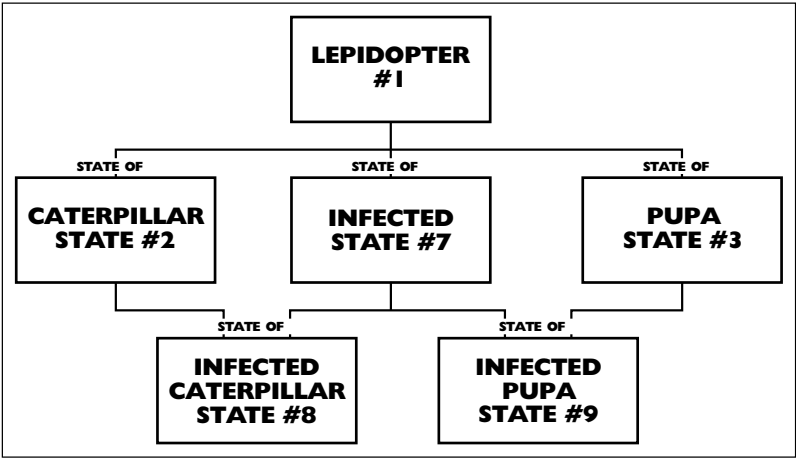 LEPIDOPTER
#1
STATE OF
STATE OF
STATE OF
CATERPILLAR
STATE #2
INFECTED
STATE #7
PUPA
STATE #3
STATE OF
STATE OF
INFECTED
CATERPILLAR
STATE #8
INFECTED
PUPA
STATE #9